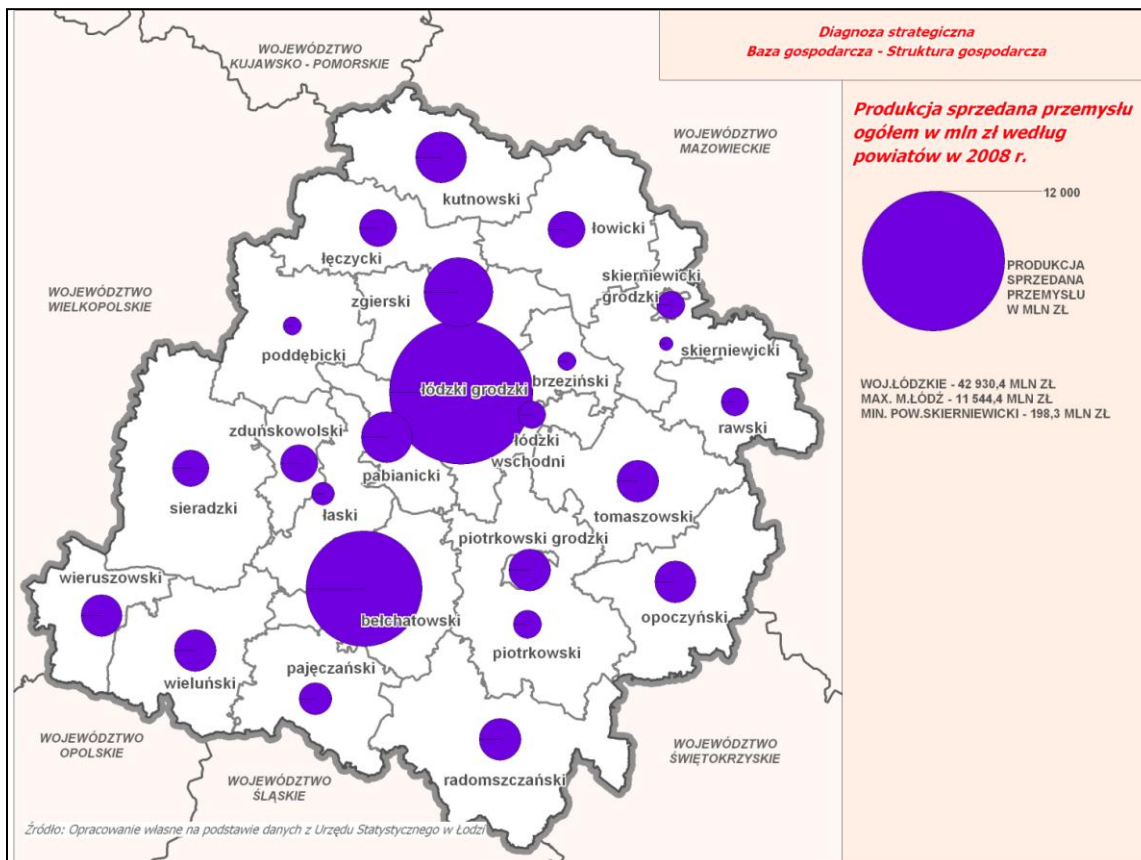 Diagnoza strategiczna
Baza gospodarcza - Struktura gospodarcza
Produkcja sprzedana przemysłu
ogółem w mln zł według
powiatów w 2008 r.
12 000
PRODUKCJA
SPRZEDANA
PRZEMYSŁU
W MLN ZŁ
WOJ.ŁÓDZKIE - 42 930,4 MLN ZŁ
MAX. M.ŁÓDŹ - 11 544,4 MLN ZŁ
MIN. POW.SKIERNIEWICKI - 198,3 MLN ZŁ
WOJEWÓDZTWO
KUJAWSKO - POMORSKIE
WOJEWÓDZTWO
MAZOWIECKIE
WOJEWÓDZTWO
WIELKOPOLSKIE
kutnowski
łęczycki
łowicki
zgierski
skierniewicki
grodzki
poddębicki
skierniewicki
brzeziński
łódzki grodzki
rawski
zduńskowolski
łódzki
wschodni
pabianicki
sieradzki
łaski
tomaszowski
piotrkowski grodzki
wieruszowski
bełchatowski
opoczyński
piotrkowski
pajęczański
wieluński
radomszczański
WOJEWÓDZTWO
OPOLSKIE
WOJEWÓDZTWO
ŚLĄSKIE
WOJEWÓDZTWO
ŚWIĘTOKRZYSKIE
Źródło: Opracowanie własne na podstawie danych z Urzędu Statystycznego w Łodzi